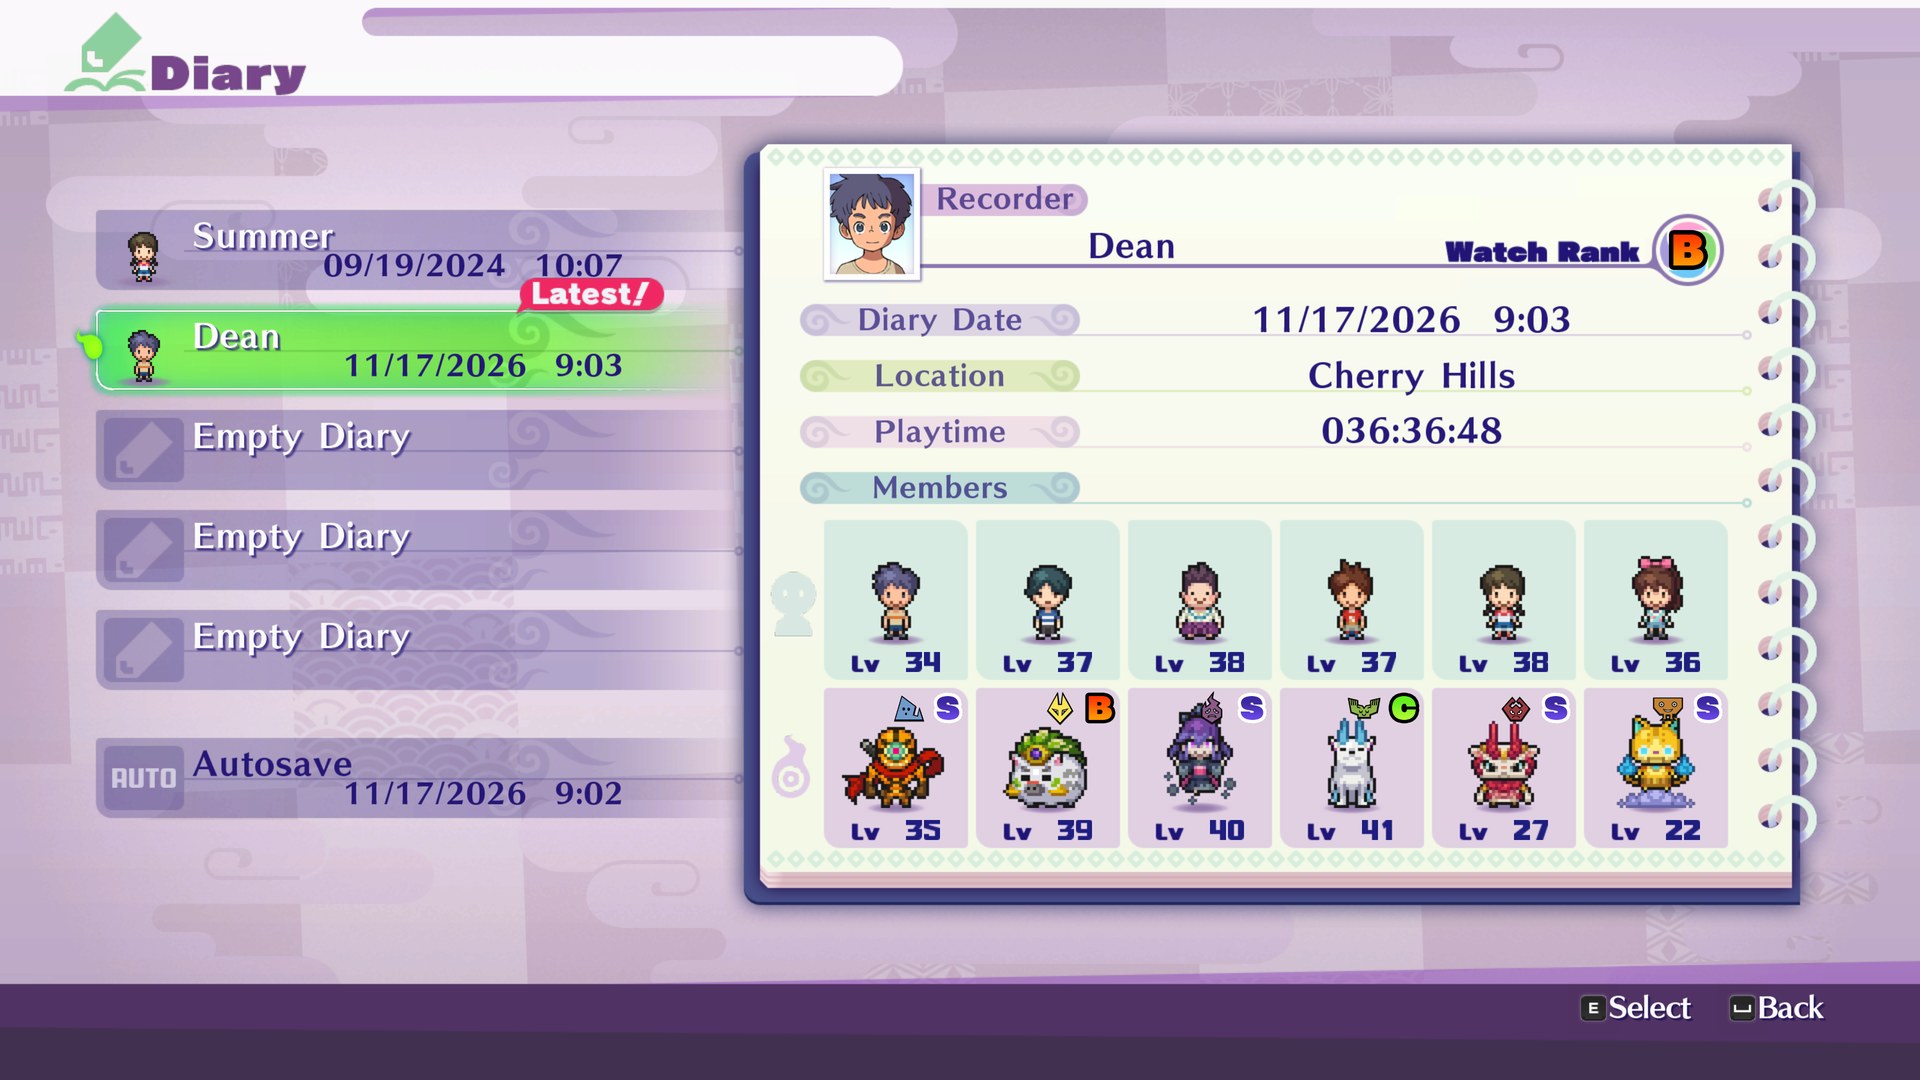 Diary
Summer
09/19/2024 10:07
Latest!
Dean
11/17/2026 9:03
Empty Diary
Empty Diary
Empty Diary
AUTO
Autosave
11/17/2026 9:02
Recorder
Dean
Watch Rank B
Diary Date 11/17/2026 9:03
Location Cherry Hills
Playtime 036:36:48
Members
Lv 34 Lv 37 Lv 38 Lv 37 Lv 38 Lv 36
S B S C S S
Lv 35 Lv 39 Lv 40 Lv 41 Lv 27 Lv 22
E Select Back